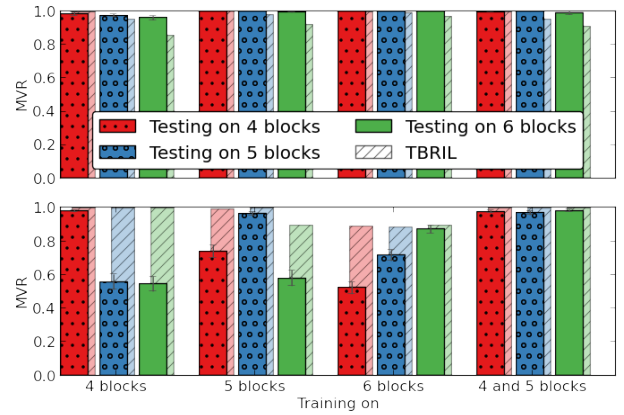 1.0
0.8
0.6
0.4
0.2
0.0
MVR
Testing on 4 blocks
Testing on 5 blocks
Testing on 6 blocks
TBRIL
1.0
0.8
0.6
0.4
0.2
0.0
MVR
4 blocks 5 blocks 6 blocks 4 and 5 blocks
Training on